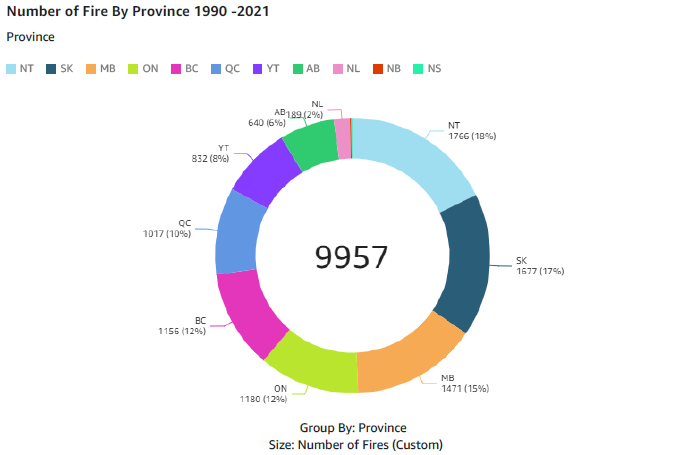 Number of Fire By Province 1990 -2021
Province
NT SK MB ON BC QC YT AB NL NB NS
NL
189 (2%)
AB
640 (6%)
NT
1766 (18%)
YT
832 (8%)
QC
1017 (10%)
9957
SK
1677 (17%)
BC
1156 (12%)
MB
1471 (15%)
ON
1180 (12%)
Group By: Province
Size: Number of Fires (Custom)